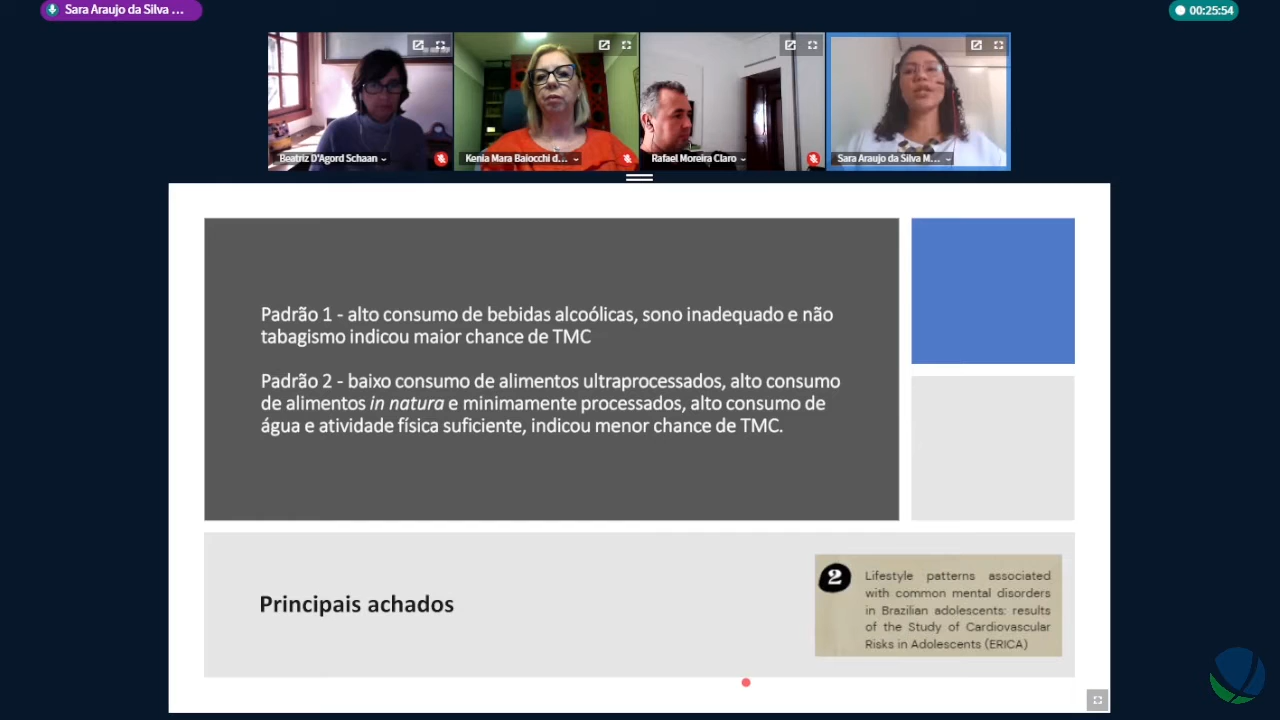 Sara Araujo da Silva ...
00:25:54
Beatriz D'Agord Schaan
Kenia Mara Baiocchi d...
Rafael Moreira Claro
Sara Araujo da Silva M...
Padrão 1 - alto consumo de bebidas alcoólicas, sono inadequado e não
tabagismo indicou maior chance de TMC
Padrão 2 - baixo consumo de alimentos ultraprocessados, alto consumo
de alimentos in natura e minimamente processados, alto consumo de
água e atividade física suficiente, indicou menor chance de TMC.
Principais achados
2
Lifestyle patterns associated
with common mental disorders
in Brazilian adolescents: results
of the Study of Cardiovascular
Risks in Adolescents (ERICA)